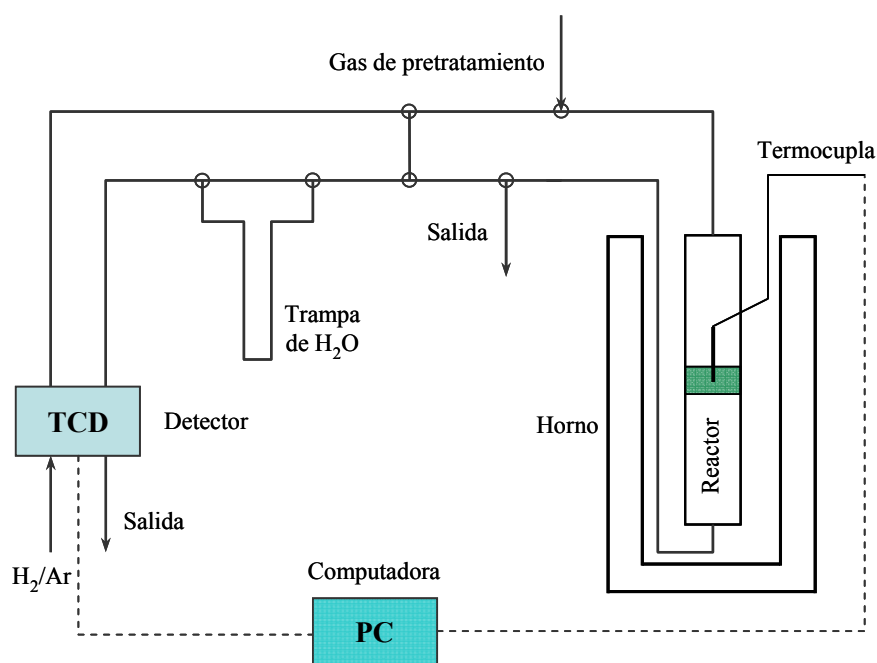 Gas de pretratamiento
Termocupla
Salida
Trampa
de H₂O
TCD
Detector
Horno
Reactor
Salida
H₂/Ar
Computadora
PC